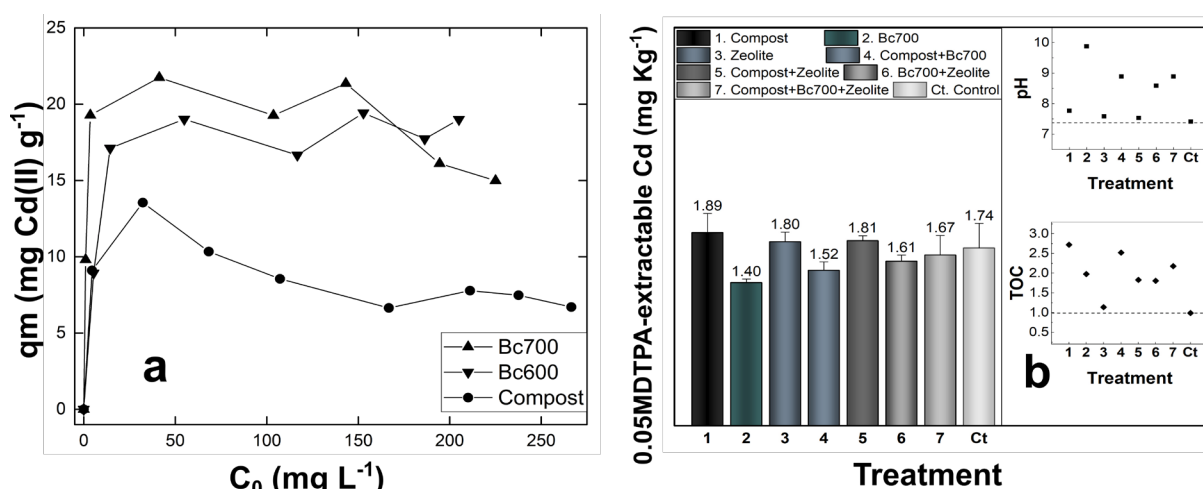 25
20
15
10
5
0
qm (mg Cd(II) g⁻¹)
a
Bc700
Bc600
Compost
0 50 100 150 200 250
C₀ (mg L⁻¹)
0.05MDTPA-extractable Cd (mg Kg⁻¹)
1. Compost 2. Bc700
3. Zeolite 4. Compost+Bc700
5. Compost+Zeolite 6. Bc700+Zeolite
7. Compost+Bc700+Zeolite Ct. Control
1.89 1.40 1.80 1.52 1.81 1.61 1.67 1.74
1 2 3 4 5 6 7 Ct
Treatment
10
9
8
7
pH
1 2 3 4 5 6 7 Ct
Treatment
3.0
2.5
2.0
1.5
1.0
0.5
TOC
1 2 3 4 5 6 7 Ct
Treatment
b